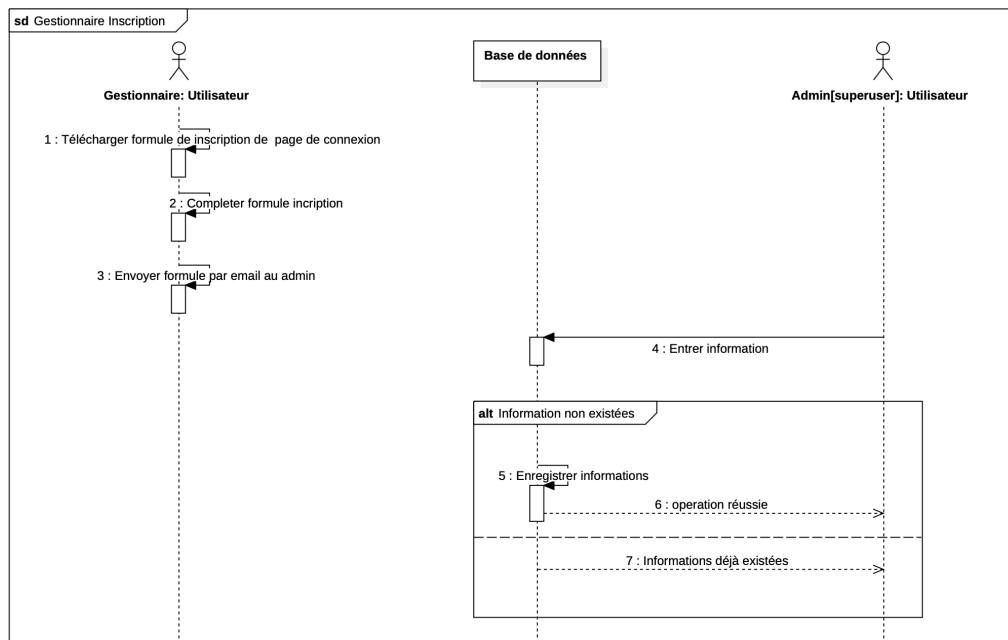 sd Gestionnaire Inscription
Gestionnaire: Utilisateur
Base de données
Admin[superuser]: Utilisateur
1 : Télécharger formule de inscription de page de connexion
2 : Completer formule incription
3 : Envoyer formule par email au admin
4 : Entrer information
alt Information non existées
5 : Enregistrer informations
6 : operation réussie
7 : Informations déjà existées